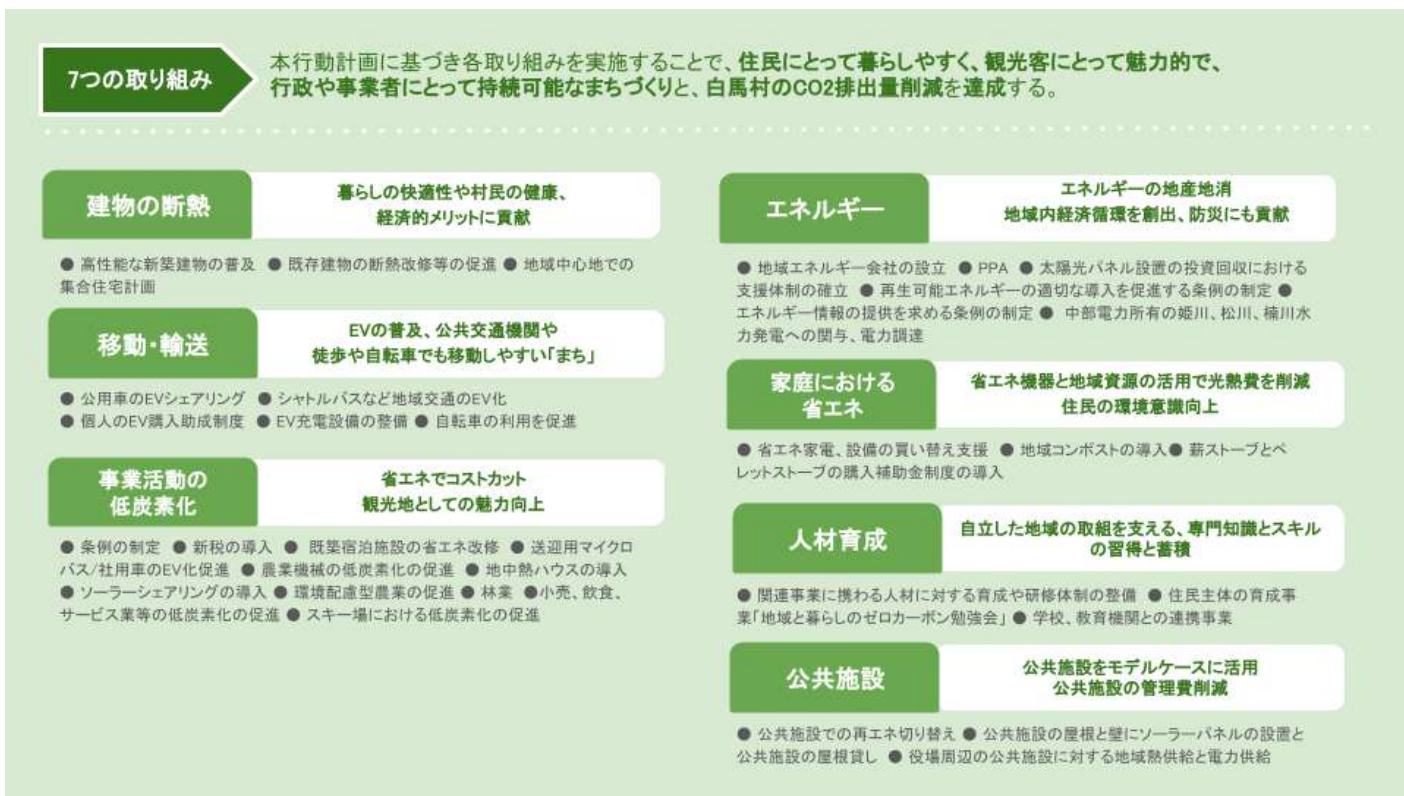 7つの取り組み
本行動計画に基づき各取り組みを実施することで、住民にとって暮らしやすく、観光客にとって魅力的で、
行政や事業者にとって持続可能なまちづくりと、白馬村のCO2排出量削減を達成する。
建物の断熱
暮らしの快適性や村民の健康、
経済的メリットに貢献
● 高性能な新築建物の普及 ● 既存建物の断熱改修等の促進 ● 地域中心地での
集合住宅計画
移動・輸送
EVの普及、公共交通機関や
徒歩や自転車でも移動しやすい「まち」
● 公用車のEVシェアリング ● シャトルバスなど地域交通のEV化
● 個人のEV購入助成制度 ● EV充電設備の整備 ● 自転車の利用を促進
事業活動の
低炭素化
省エネでコストカット
観光地としての魅力向上
● 条例の制定 ● 新税の導入 ● 既築宿泊施設の省エネ改修 ● 送迎用マイクロ
バス/社用車のEV化促進 ● 農業機械の低炭素化の促進 ● 地中熱ハウスの導入
● ソーラーシェアリングの導入 ● 環境配慮型農業の促進 ● 林業 ●小売、飲食、
サービス業等の低炭素化の促進 ● スキー場における低炭素化の促進
エネルギー
エネルギーの地産地消
地域内経済循環を創出、防災にも貢献
● 地域エネルギー会社の設立 ● PPA ● 太陽光パネル設置の投資回収における
支援体制の確立 ● 再生可能エネルギーの適切な導入を促進する条例の制定 ●
エネルギー情報の提供を求める条例の制定 ● 中部電力所有の姫川、松川、楠川水
力発電への関与、電力調達
家庭における
省エネ
省エネ機器と地域資源の活用で光熱費を削減
住民の環境意識向上
● 省エネ家電、設備の買い替え支援 ● 地域コンポストの導入● 薪ストーブとペ
レットストーブの購入補助金制度の導入
人材育成
自立した地域の取組を支える、専門知識とスキル
の習得と蓄積
● 関連事業に携わる人材に対する育成や研修体制の整備 ● 住民主体の育成事
業「地域と暮らしのゼロカーボン勉強会」 ● 学校、教育機関との連携事業
公共施設
公共施設をモデルケースに活用
公共施設の管理費削減
● 公共施設での再エネ切り替え ● 公共施設の屋根と壁にソーラーパネルの設置と
公共施設の屋根貸し ● 役場周辺の公共施設に対する地域熱供給と電力供給